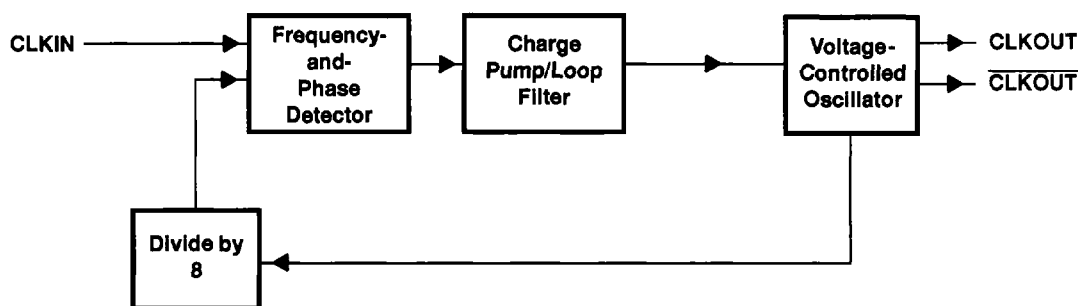 CLKIN
Frequency-
and-
Phase
Detector
Charge
Pump/Loop
Filter
Voltage-
Controlled
Oscillator
CLKOUT
CLKOUT
Divide by
8